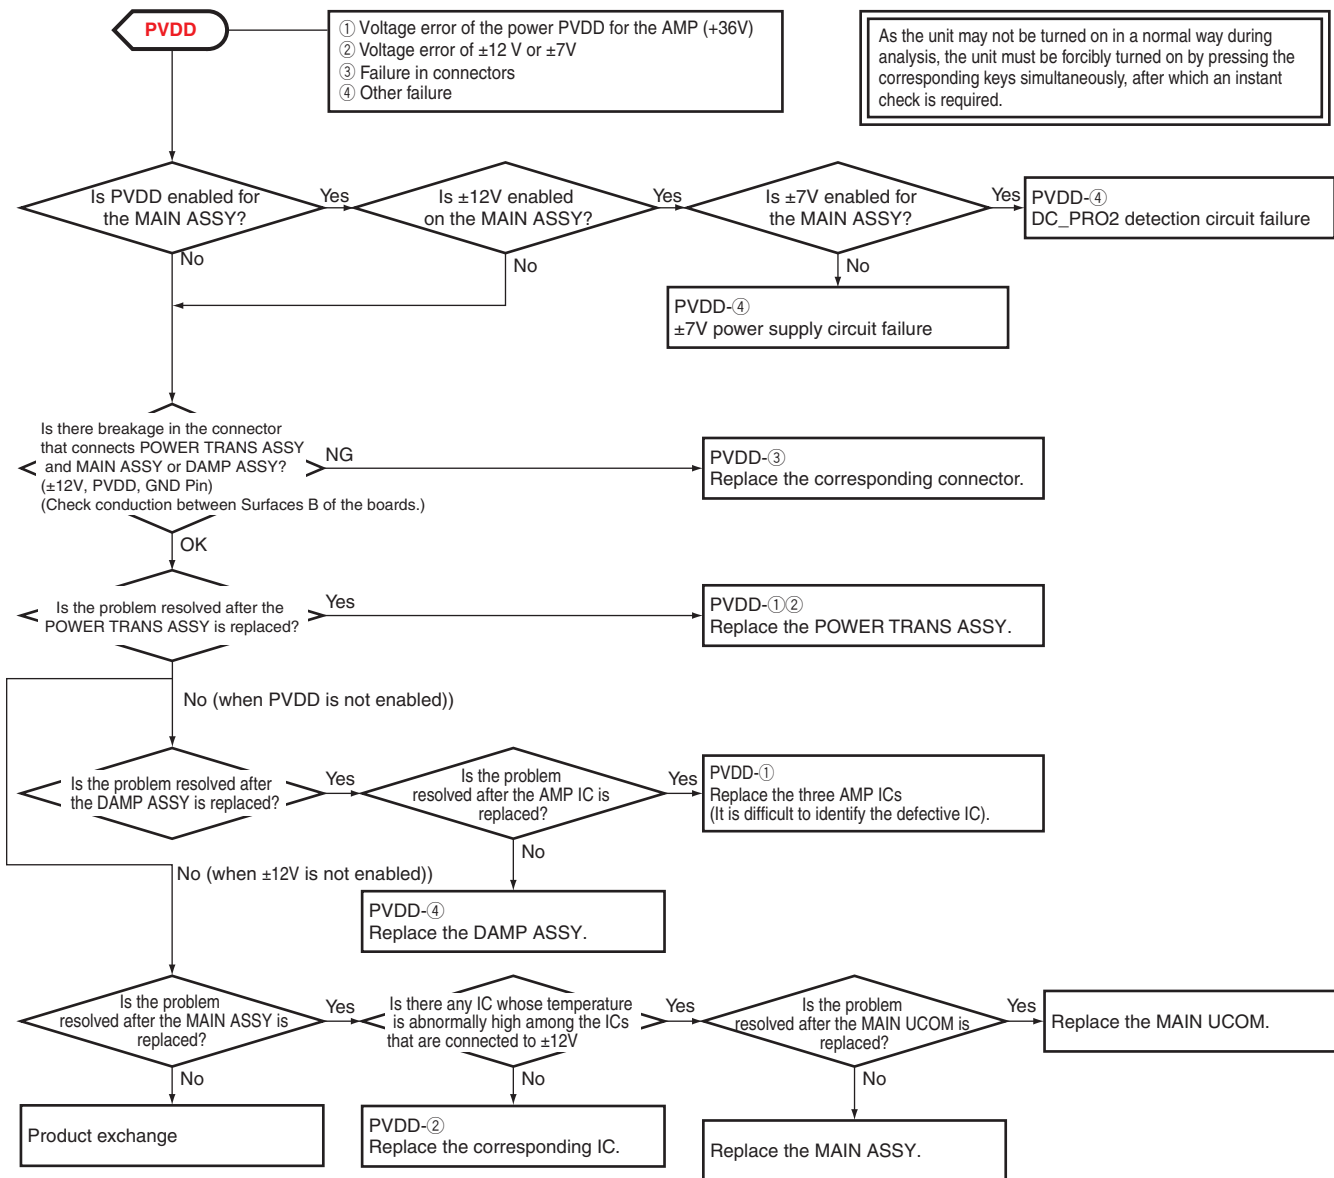 PVDD
① Voltage error of the power PVDD for the AMP (+36V)
② Voltage error of ±12 V or ±7V
③ Failure in connectors
④ Other failure
As the unit may not be turned on in a normal way during
analysis, the unit must be forcibly turned on by pressing the
corresponding keys simultaneously, after which an instant
check is required.
Is PVDD enabled for
the MAIN ASSY?
Yes
No
Is ±12V enabled
on the MAIN ASSY?
Yes
No
Is ±7V enabled for
the MAIN ASSY?
Yes
No
PVDD-④
DC_PRO2 detection circuit failure
PVDD-④
±7V power supply circuit failure
Is there breakage in the connector
that connects POWER TRANS ASSY
and MAIN ASSY or DAMP ASSY?
(±12V, PVDD, GND Pin)
(Check conduction between Surfaces B of the boards.)
NG
OK
PVDD-③
Replace the corresponding connector.
Is the problem resolved after the
POWER TRANS ASSY is replaced?
Yes
PVDD-①②
Replace the POWER TRANS ASSY.
No (when PVDD is not enabled))
Is the problem resolved after
the DAMP ASSY is replaced?
Yes
Is the problem
resolved after the AMP IC is
replaced?
Yes
No
PVDD-①
Replace the three AMP ICs
(It is difficult to identify the defective IC).
No (when ±12V is not enabled))
PVDD-④
Replace the DAMP ASSY.
Is the problem
resolved after the MAIN ASSY is
replaced?
Yes
No
Is there any IC whose temperature
is abnormally high among the ICs
that are connected to ±12V
Yes
No
Is the problem
resolved after the MAIN UCOM is
replaced?
Yes
No
Replace the MAIN UCOM.
Product exchange
PVDD-②
Replace the corresponding IC.
Replace the MAIN ASSY.